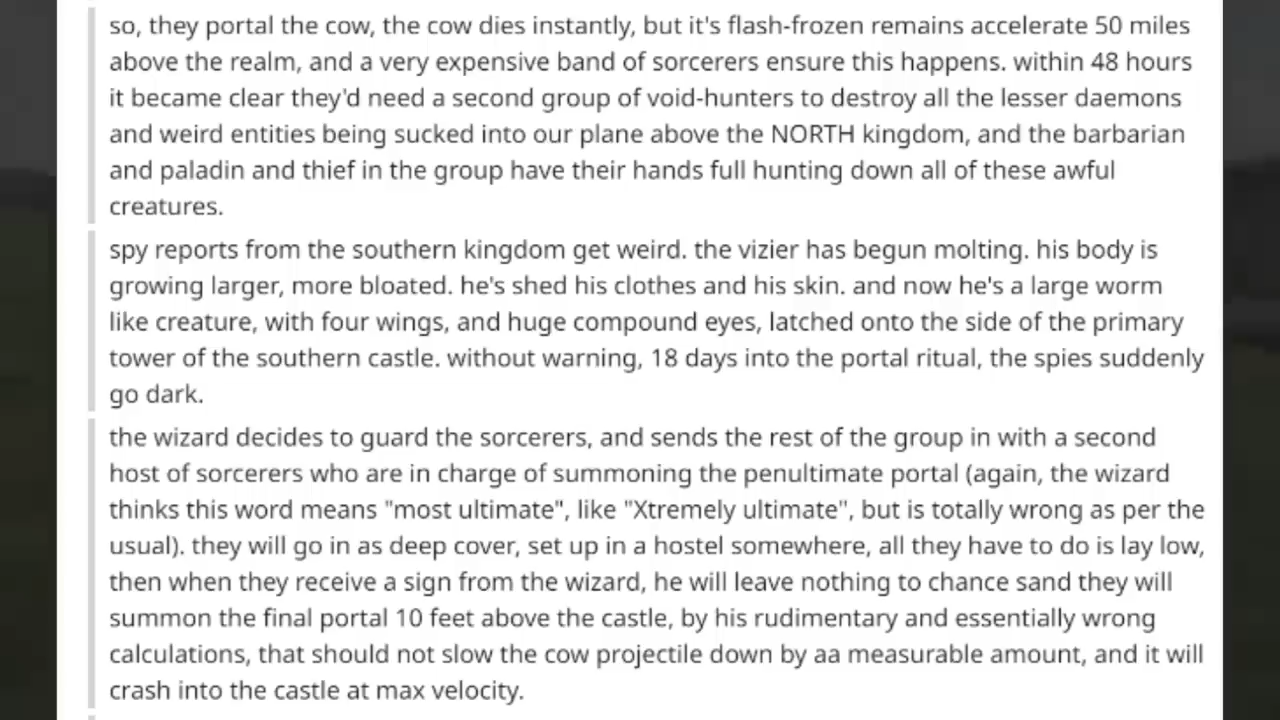 so, they portal the cow, the cow dies instantly, but it's flash-frozen remains accelerate 50 miles
above the realm, and a very expensive band of sorcerers ensure this happens. within 48 hours
it became clear they'd need a second group of void-hunters to destroy all the lesser daemons
and weird entities being sucked into our plane above the NORTH kingdom, and the barbarian
and paladin and thief in the group have their hands full hunting down all of these awful
creatures.
spy reports from the southern kingdom get weird. the vizier has begun molting. his body is
growing larger, more bloated. he's shed his clothes and his skin. and now he's a large worm
like creature, with four wings, and huge compound eyes, latched onto the side of the primary
tower of the southern castle. without warning, 18 days into the portal ritual, the spies suddenly
go dark.
the wizard decides to guard the sorcerers, and sends the rest of the group in with a second
host of sorcerers who are in charge of summoning the penultimate portal (again, the wizard
thinks this word means "most ultimate", like "Xtremely ultimate", but is totally wrong as per the
usual). they will go in as deep cover, set up in a hostel somewhere, all they have to do is lay low,
then when they receive a sign from the wizard, he will leave nothing to chance sand they will
summon the final portal 10 feet above the castle, by his rudimentary and essentially wrong
calculations, that should not slow the cow projectile down by aa measurable amount, and it will
crash into the castle at max velocity.